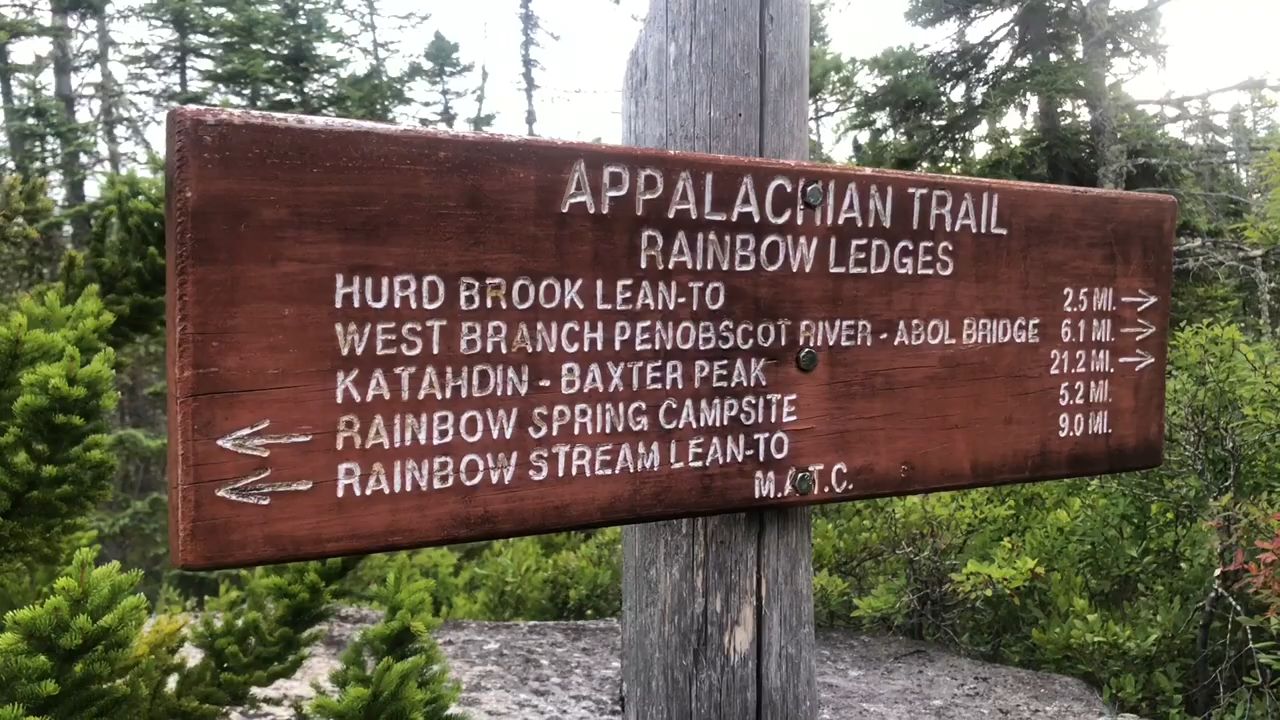 APPALACHIAN TRAIL
RAINBOW LEDGES
HURD BROOK LEAN-TO 2.5 MI. →
WEST BRANCH PENOBSCOT RIVER - ABOL BRIDGE 6.1 MI. →
KATAHDIN - BAXTER PEAK 21.2 MI. →
← RAINBOW SPRING CAMPSITE 5.2 MI.
← RAINBOW STREAM LEAN-TO 9.0 MI.
M.A.T.C.